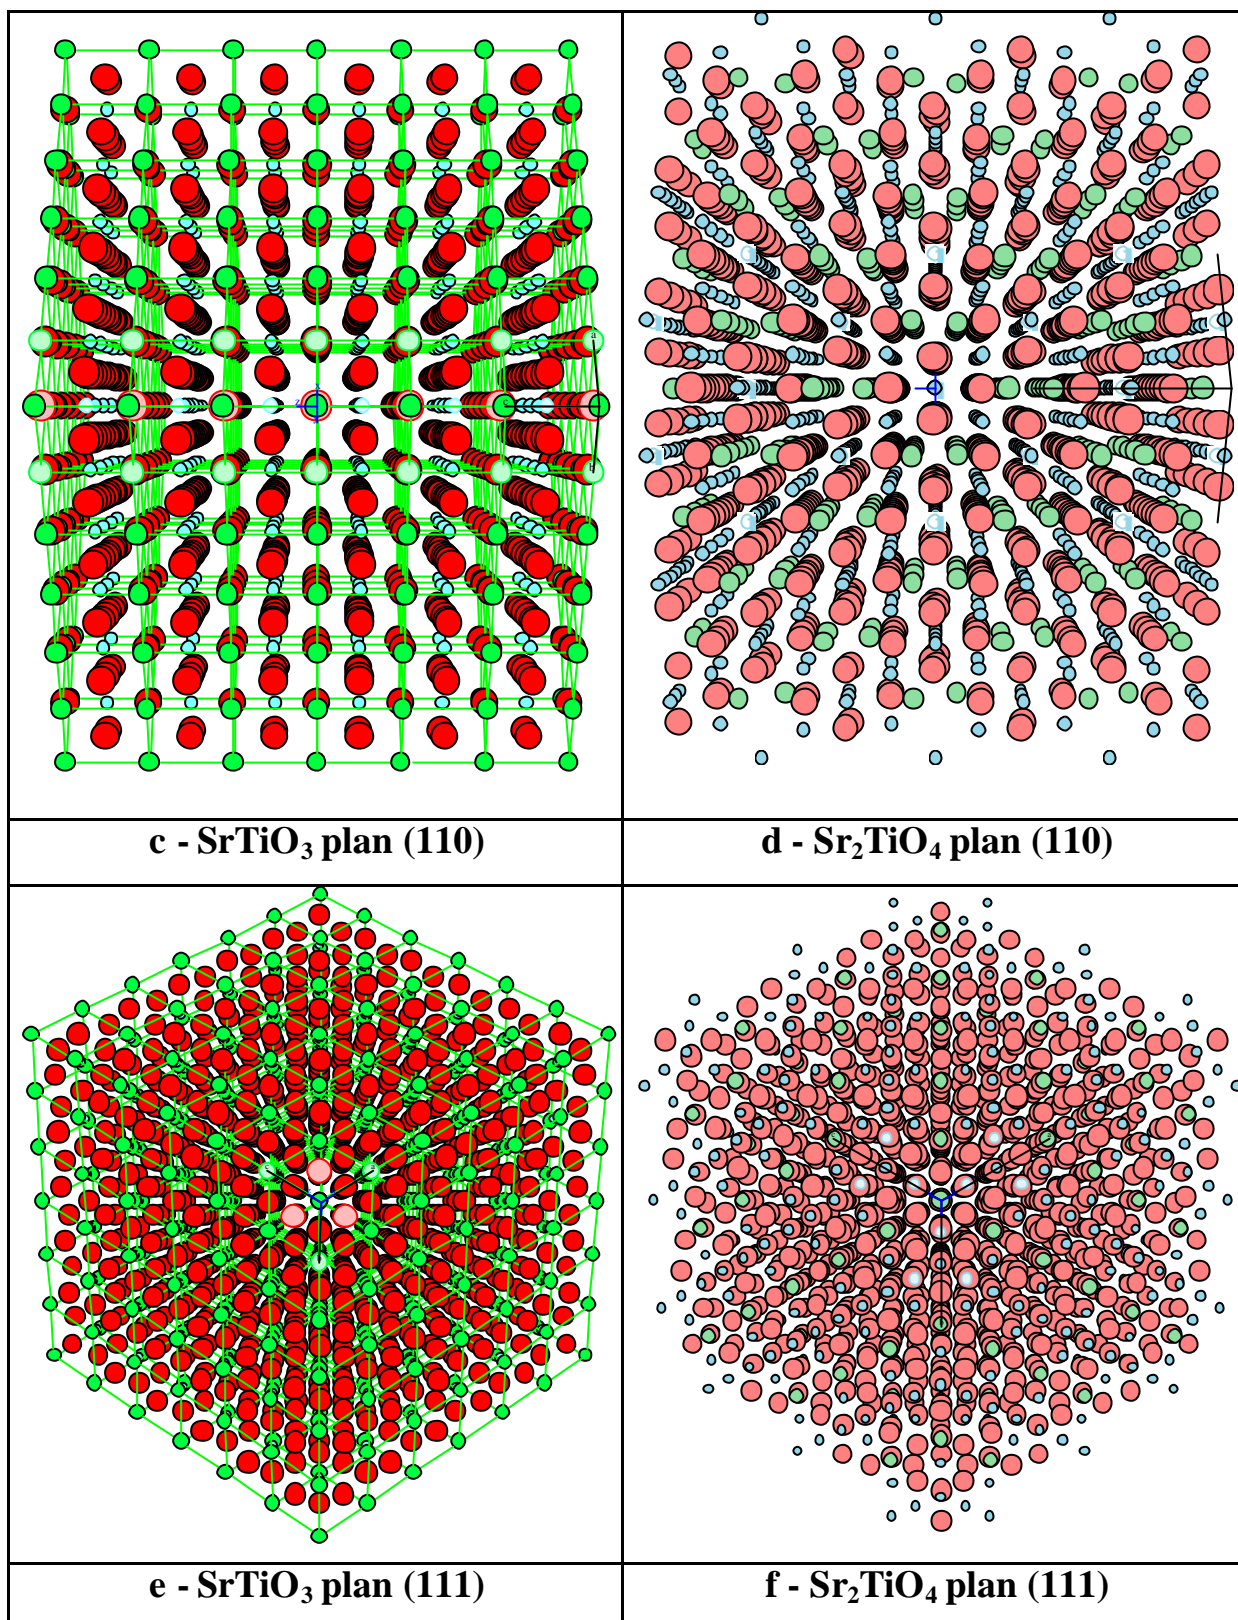 a
z
x
c
b
c - SrTiO₃ plan (110)
d - Sr₂TiO₄ plan (110)
e - SrTiO₃ plan (111)
f - Sr₂TiO₄ plan (111)